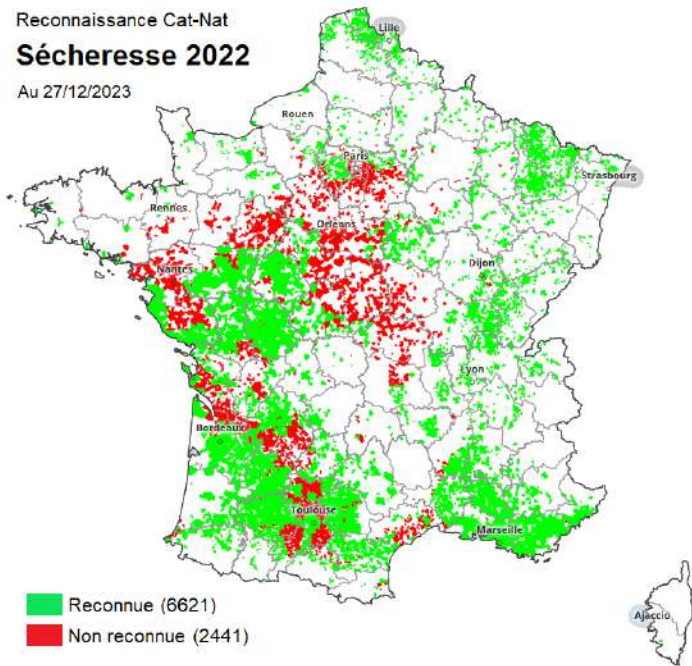 Reconnaissance Cat-Nat
Sécheresse 2022
Au 27/12/2023
Lille
Rouen
Paris
Strasbourg
Rennes
Orleans
Nantes
Dijon
Lyon
Bordeaux
Toulouse
Marseille
Ajaccio
Reconnue (6621)
Non reconnue (2441)